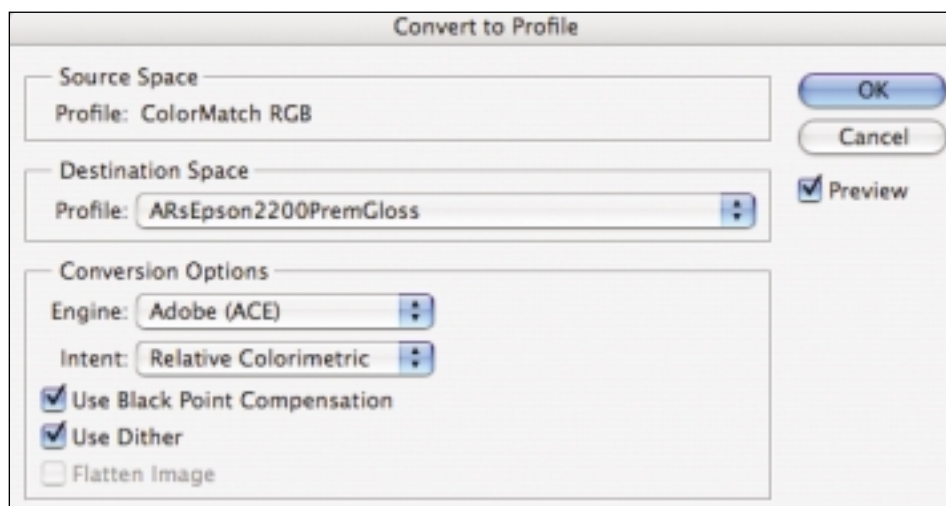 Convert to Profile
Source Space
Profile: ColorMatch RGB
OK
Cancel
Preview
Destination Space
Profile: ARsEpson2200PremGloss
Conversion Options
Engine: Adobe (ACE)
Intent: Relative Colorimetric
Use Black Point Compensation
Use Dither
Flatten Image